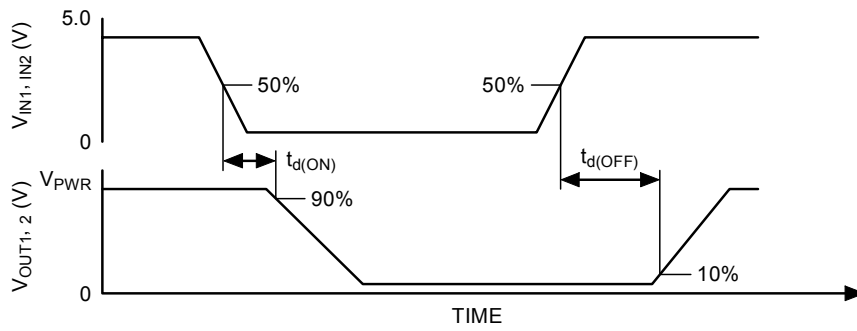 5.0
V_IN1, IN2 (V)
50%
50%
0
t_d(ON)
t_d(OFF)
V_PWR
V_OUT1, 2 (V)
90%
10%
0
TIME